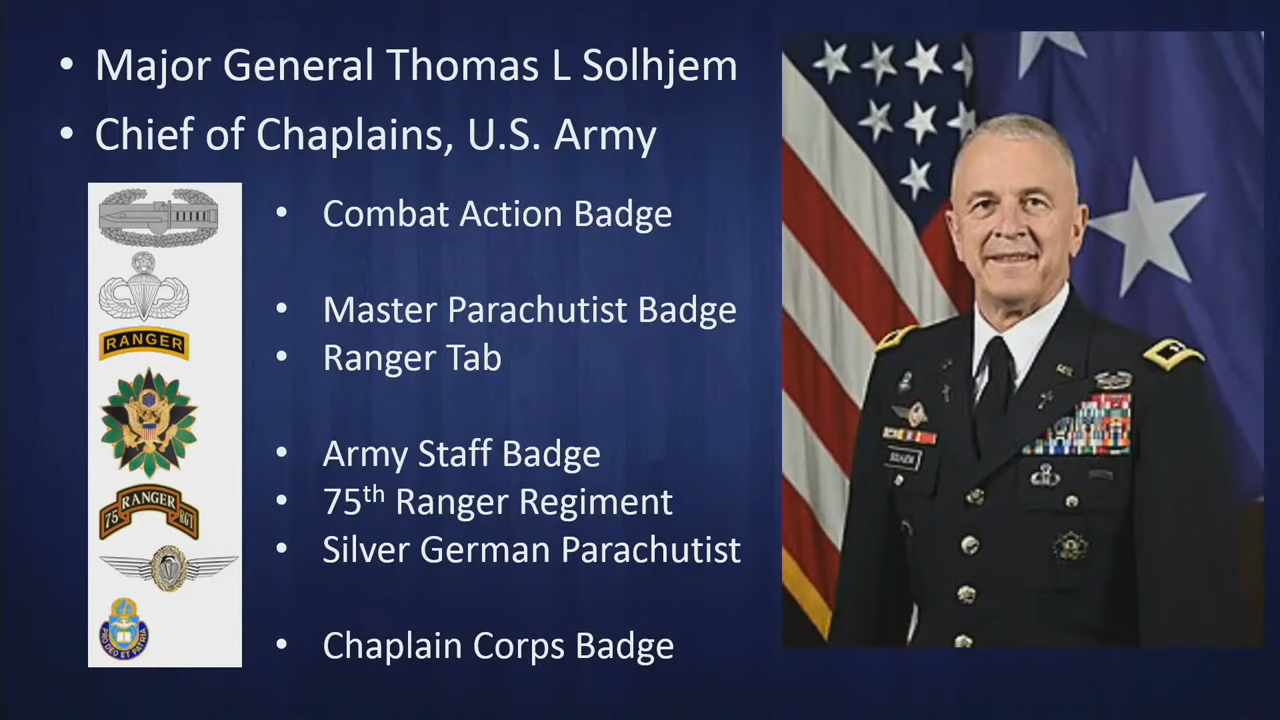 • Major General Thomas L Solhjem
• Chief of Chaplains, U.S. Army
• Combat Action Badge
• Master Parachutist Badge
• Ranger Tab
• Army Staff Badge
• 75th Ranger Regiment
• Silver German Parachutist
• Chaplain Corps Badge
RANGER
75 RANGER RGT
PRO DEO ET PATRIA
SOLHJEM